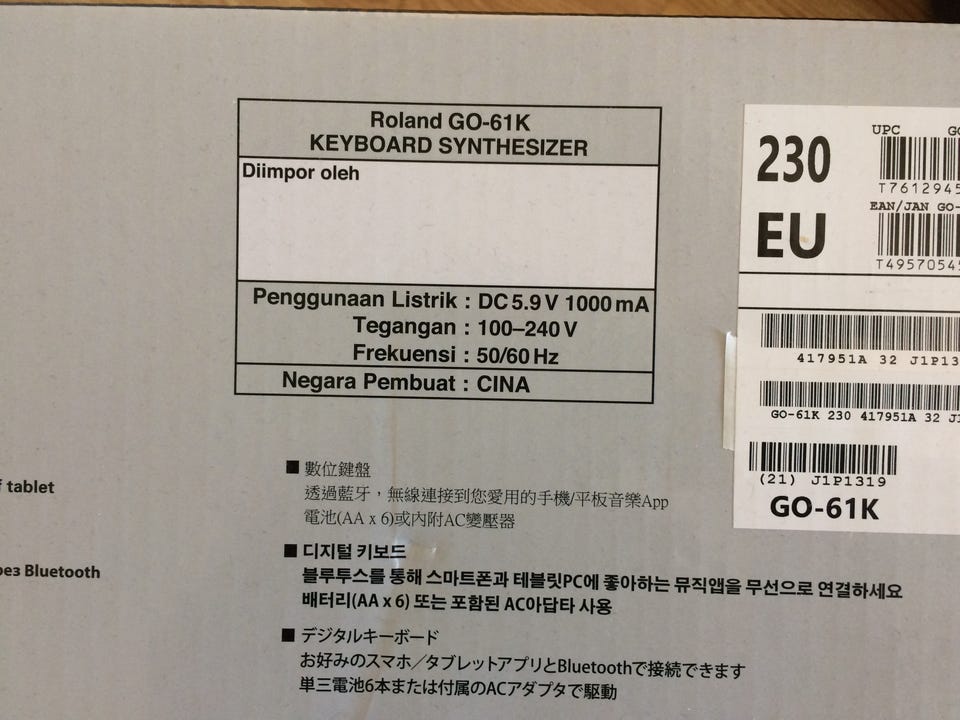 Roland GO-61K
KEYBOARD SYNTHESIZER
Diimpor oleh
Penggunaan Listrik : DC 5.9 V 1000 mA
Tegangan : 100–240 V
Frekuensi : 50/60 Hz
Negara Pembuat : CINA
230
EU
UPC GO
T7612945
EAN/JAN GO-
T49570545
417951A 32 J1P13
GO-61K 230 417951A 32 J1
(21) J1P1319
GO-61K
■ 數位鍵盤
透過藍牙，無線連接到您愛用的手機/平板音樂App
電池(AA x 6)或內附AC變壓器
■ 디지털 키보드
블루투스를 통해 스마트폰과 테블릿PC에 좋아하는 뮤직앱을 무선으로 연결하세요
배터리(AA x 6) 또는 포함된 AC아답타 사용
■ デジタルキーボード
お好みのスマホ／タブレットアプリとBluetoothで接続できます
単三電池6本または付属のACアダプタで駆動
tablet
Bluetooth